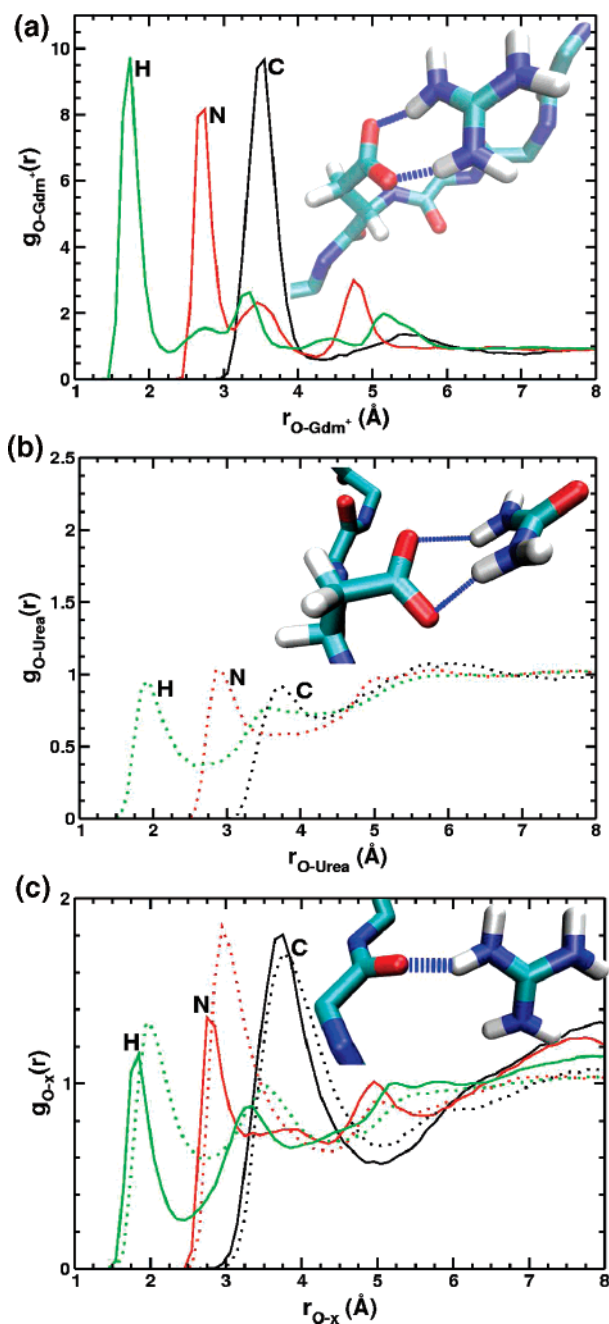 (a)
10
8
6
4
2
0
g_O-Gdm⁺(r)
H
N
C
1 2 3 4 5 6 7 8
r_O-Gdm⁺ (Å)
(b)
2.5
2
1.5
1
0.5
0
g_O-Urea(r)
H
N
C
1 2 3 4 5 6 7 8
r_O-Urea (Å)
(c)
2
1
0
g_O-x(r)
H
N
C
1 2 3 4 5 6 7 8
r_O-x (Å)